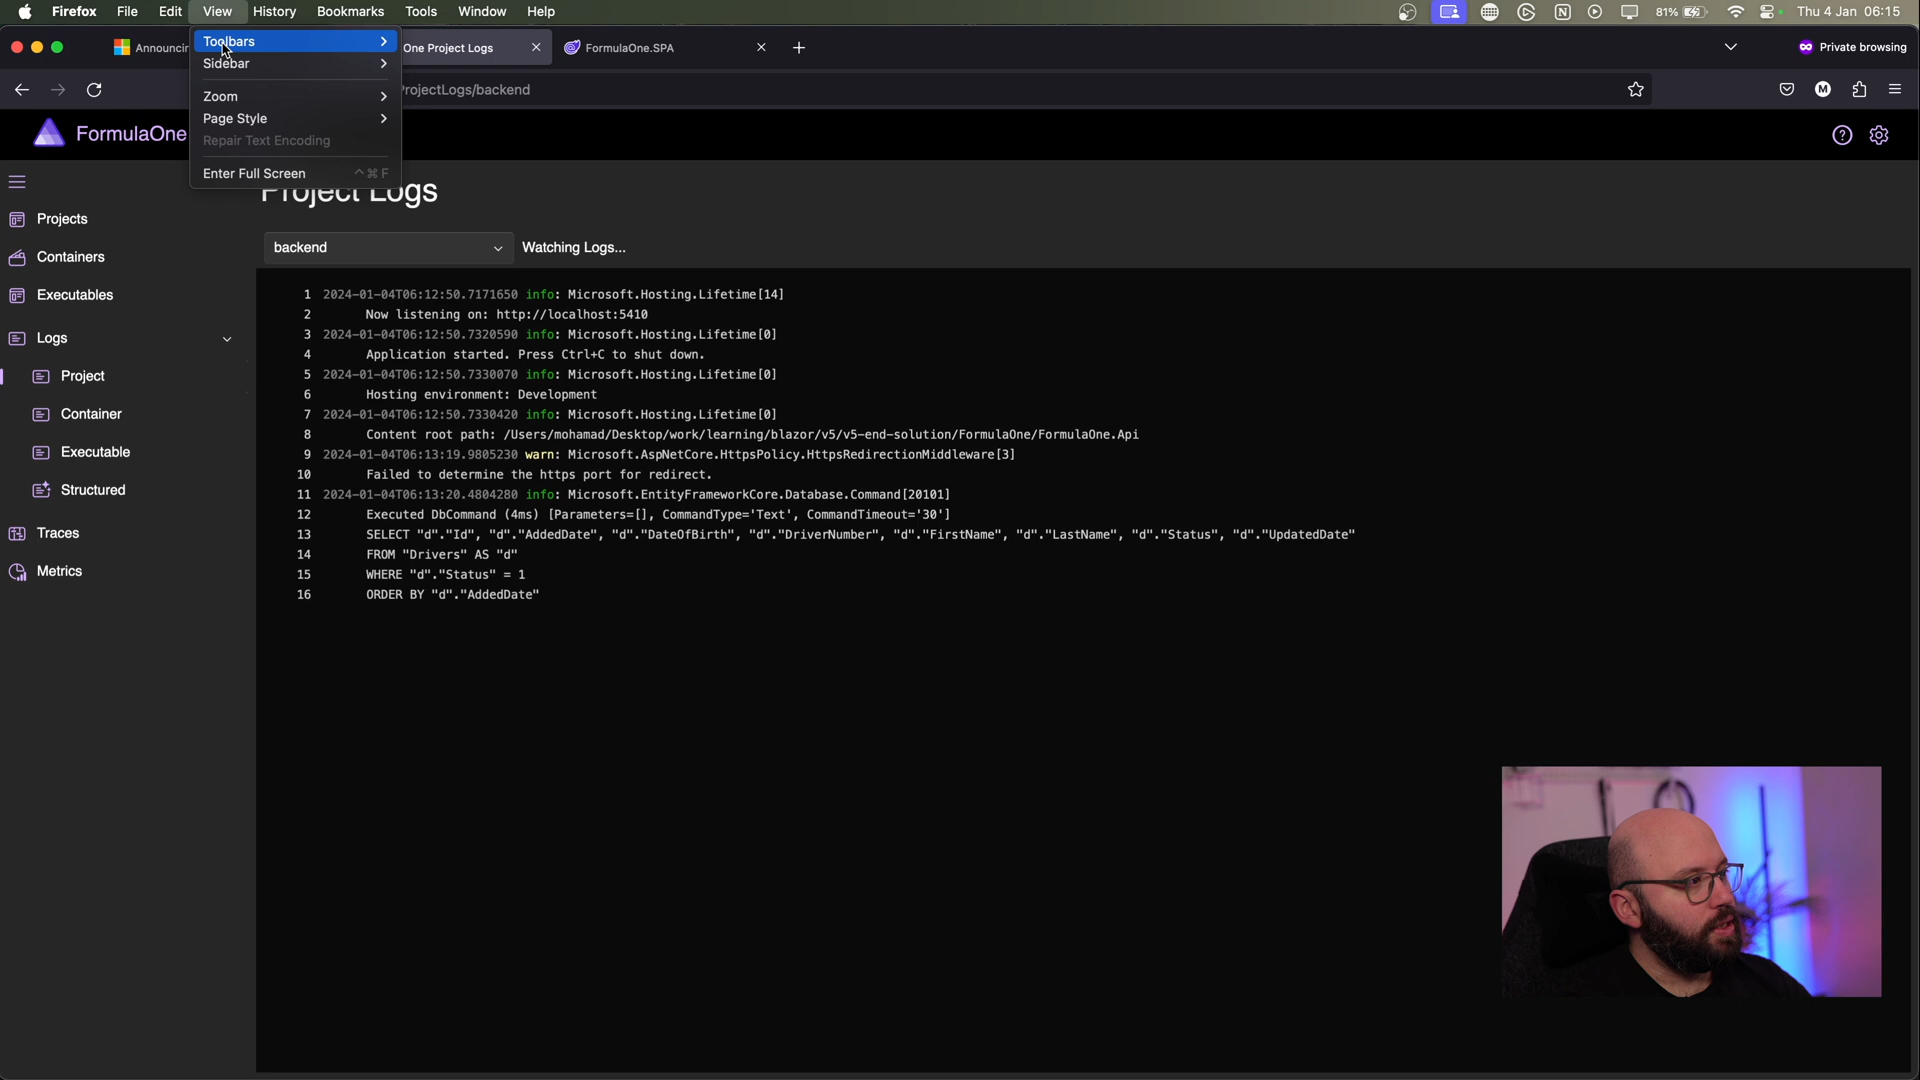 Firefox File Edit View History Bookmarks Tools Window Help
81% Thu 4 Jan 06:15
Announcin
One Project Logs
FormulaOne.SPA
Private browsing
Toolbars
Sidebar
Zoom
Page Style
Repair Text Encoding
Enter Full Screen ^⌘F
rojectLogs/backend
M
FormulaOne
Project Logs
Projects
Containers
Executables
Logs
Project
Container
Executable
Structured
Traces
Metrics
backend Watching Logs...
1 2024-01-04T06:12:50.7171650 info: Microsoft.Hosting.Lifetime[14]
2 Now listening on: http://localhost:5410
3 2024-01-04T06:12:50.7320590 info: Microsoft.Hosting.Lifetime[0]
4 Application started. Press Ctrl+C to shut down.
5 2024-01-04T06:12:50.7330070 info: Microsoft.Hosting.Lifetime[0]
6 Hosting environment: Development
7 2024-01-04T06:12:50.7330420 info: Microsoft.Hosting.Lifetime[0]
8 Content root path: /Users/mohamad/Desktop/work/learning/blazor/v5/v5-end-solution/FormulaOne/FormulaOne.Api
9 2024-01-04T06:13:19.9805230 warn: Microsoft.AspNetCore.HttpsPolicy.HttpsRedirectionMiddleware[3]
10 Failed to determine the https port for redirect.
11 2024-01-04T06:13:20.4804280 info: Microsoft.EntityFrameworkCore.Database.Command[20101]
12 Executed DbCommand (4ms) [Parameters=[], CommandType='Text', CommandTimeout='30']
13 SELECT "d"."Id", "d"."AddedDate", "d"."DateOfBirth", "d"."DriverNumber", "d"."FirstName", "d"."LastName", "d"."Status", "d"."UpdatedDate"
14 FROM "Drivers" AS "d"
15 WHERE "d"."Status" = 1
16 ORDER BY "d"."AddedDate"